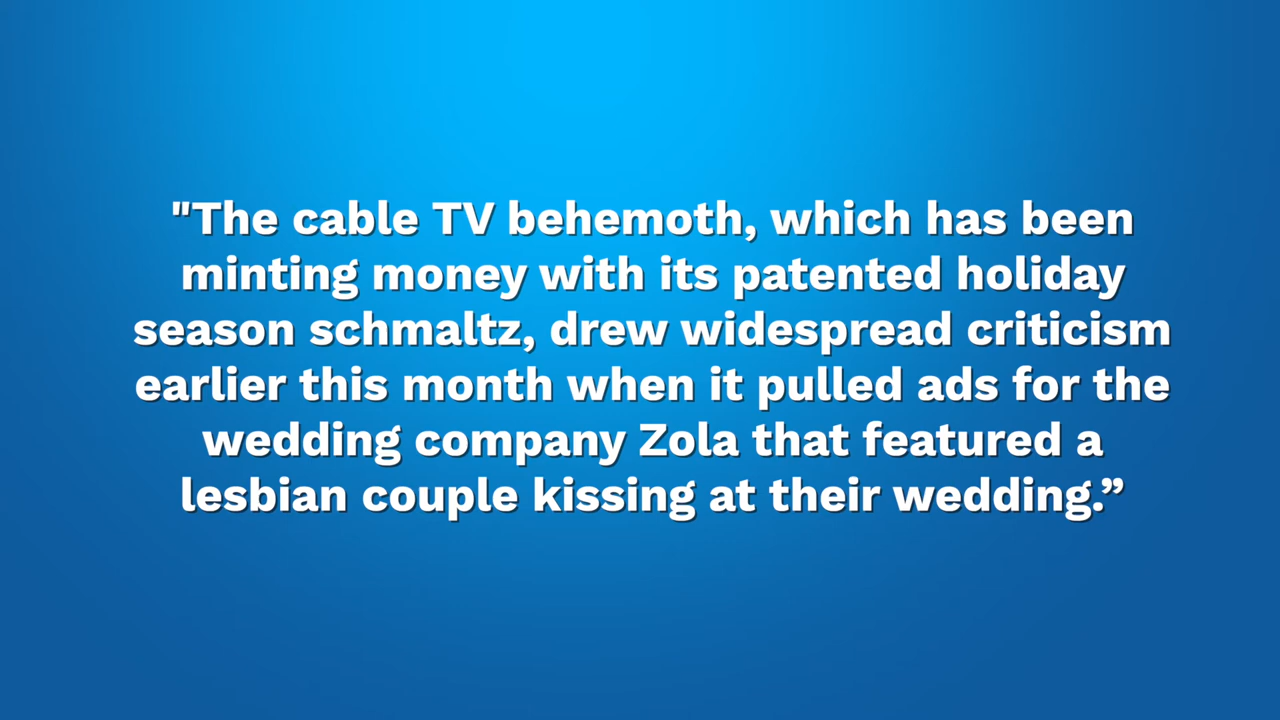 "The cable TV behemoth, which has been
minting money with its patented holiday
season schmaltz, drew widespread criticism
earlier this month when it pulled ads for the
wedding company Zola that featured a
lesbian couple kissing at their wedding.”